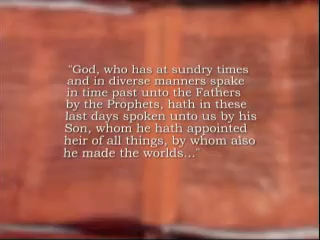 "God, who has at sundry times
and in diverse manners spake
in time past unto the Fathers
by the Prophets, hath in these
last days spoken unto us by his
Son, whom he hath appointed
heir of all things, by whom also
he made the worlds..."